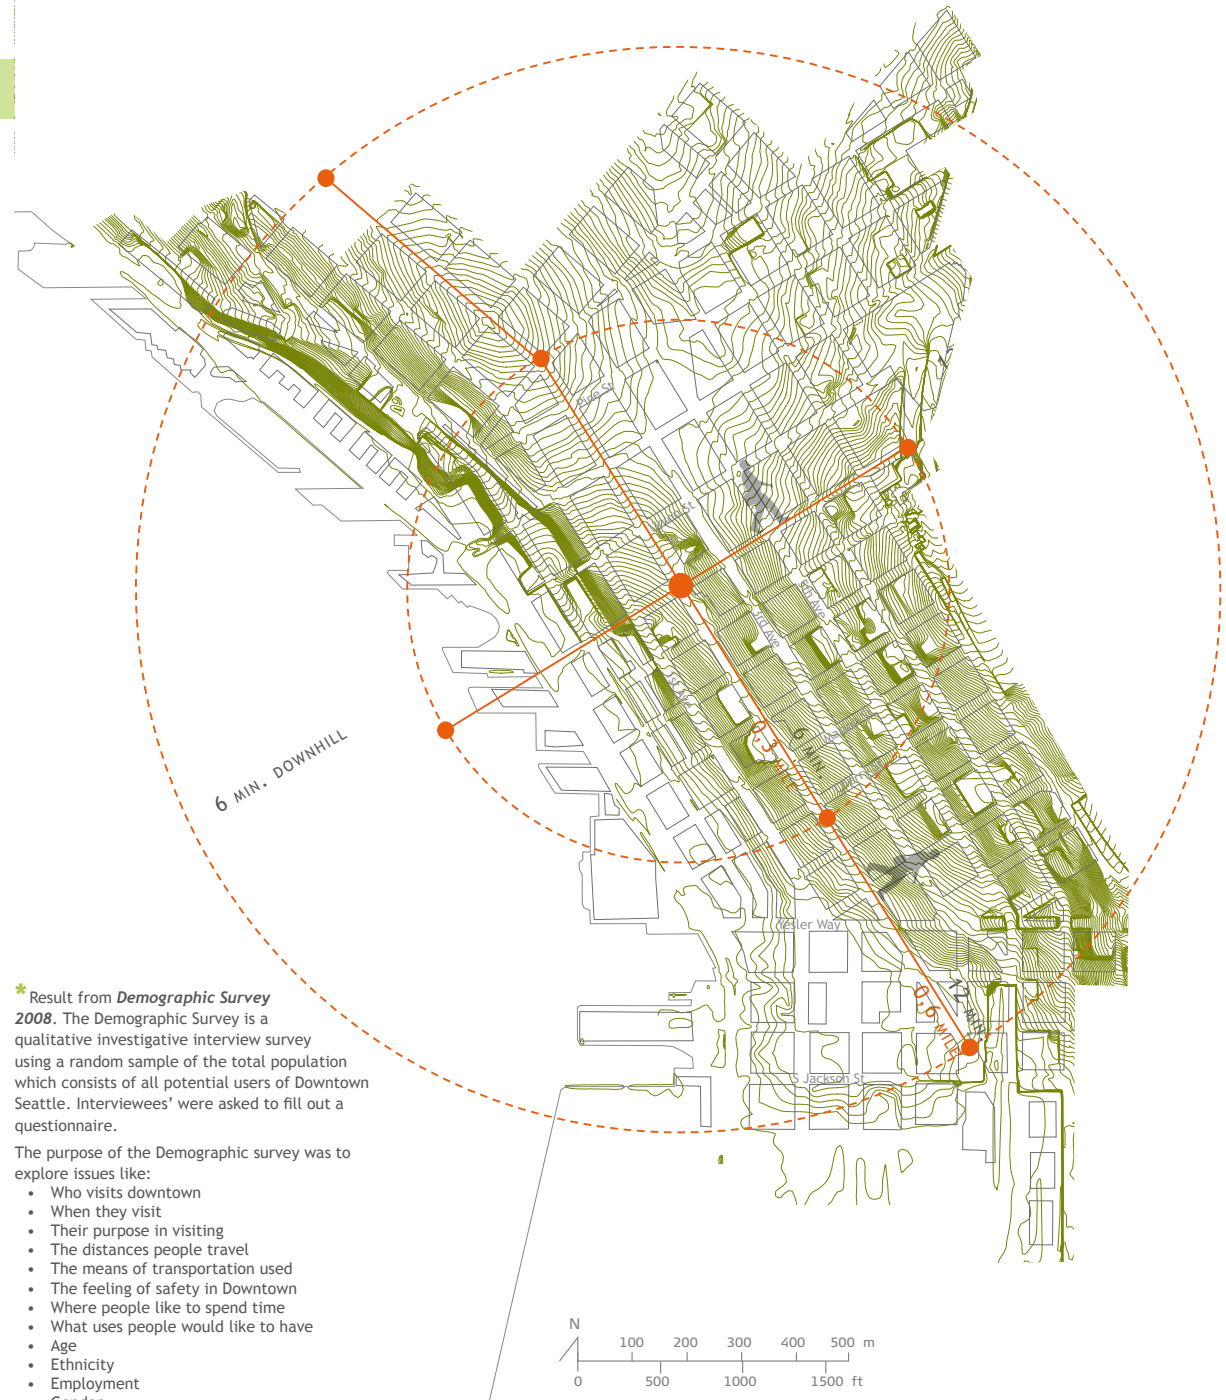 Pine St
5th Ave
3rd Ave
1st Ave
0,3 MILE
6 MIN.
6 MIN. DOWNHILL
Yesler Way
12 MIN.
0,6 MILE
S Jackson St
* Result from Demographic Survey
2008. The Demographic Survey is a
qualitative investigative interview survey
using a random sample of the total population
which consists of all potential users of Downtown
Seattle. Interviewees’ were asked to fill out a
questionnaire.
The purpose of the Demographic survey was to
explore issues like:
• Who visits downtown
• When they visit
• Their purpose in visiting
• The distances people travel
• The means of transportation used
• The feeling of safety in Downtown
• Where people like to spend time
• What uses people would like to have
• Age
• Ethnicity
• Employment
N
100 200 300 400 500 m
0 500 1000 1500 ft